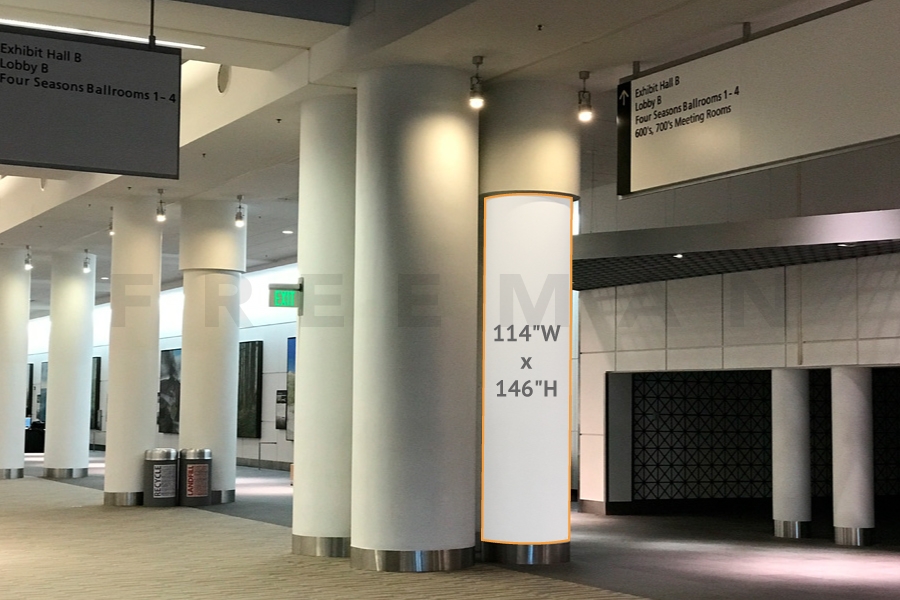 Exhibit Hall B
Lobby B
Four Seasons Ballrooms 1-4
Exhibit Hall B
Lobby B
Four Seasons Ballrooms 1-4
600's, 700's Meeting Rooms
EXIT
FREEMAN
114"W
x
146"H
RECYCLE
LANDFILL